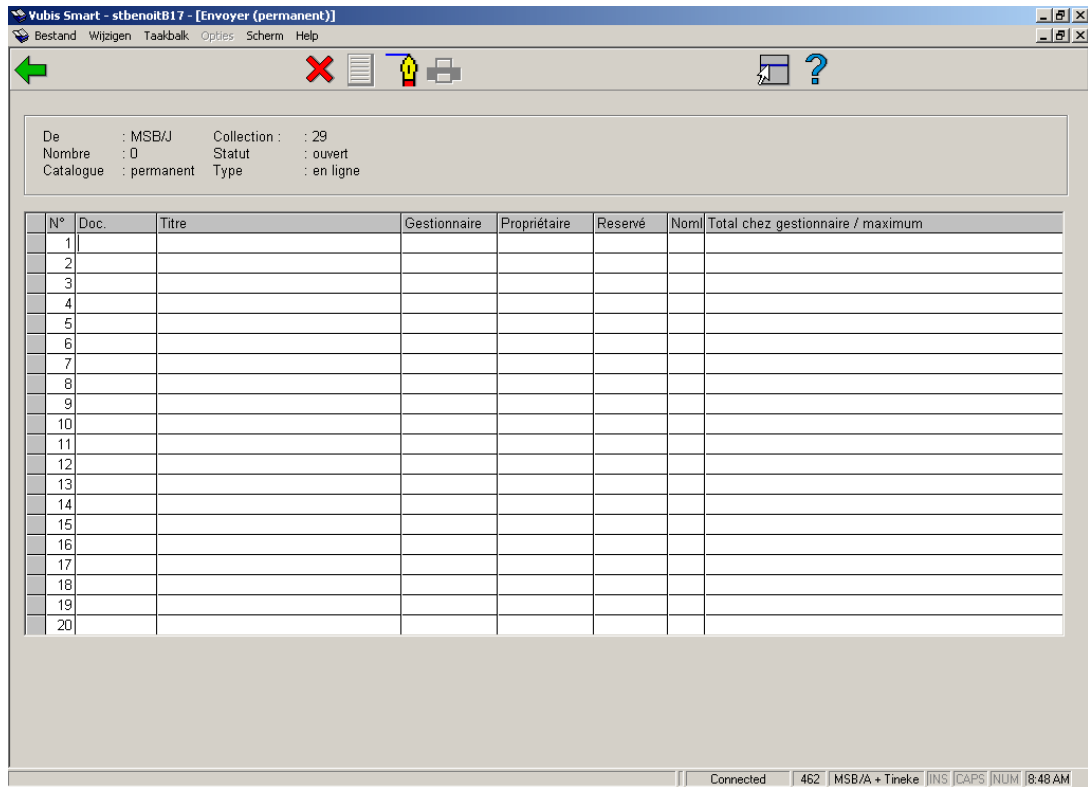 Vubis Smart - stbenoitB17 - [Envoyer (permanent)]
Bestand Wijzigen Taakbalk Opties Scherm Help
De : MSB/J Collection : : 29
Nombre : 0 Statut : ouvert
Catalogue : permanent Type : en ligne
N° Doc. Titre Gestionnaire Propriétaire Reservé Noml Total chez gestionnaire / maximum
1
2
3
4
5
6
7
8
9
10
11
12
13
14
15
16
17
18
19
20
Connected 462 MSB/A + Tineke INS CAPS NUM 8:48 AM